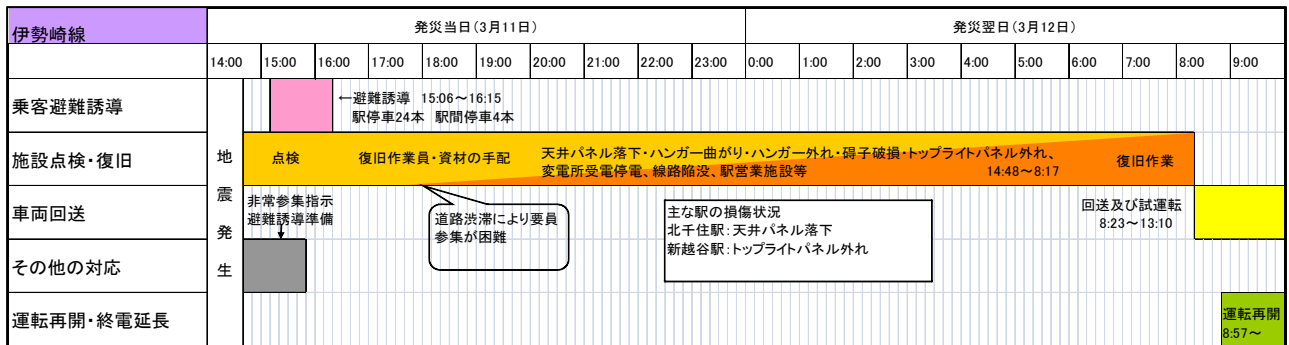 伊勢崎線
発災当日(3月11日)
発災翌日(3月12日)
14:00 15:00 16:00 17:00 18:00 19:00 20:00 21:00 22:00 23:00 0:00 1:00 2:00 3:00 4:00 5:00 6:00 7:00 8:00 9:00
乗客避難誘導
←避難誘導 15:06～16:15
駅停車24本 駅間停車4本
施設点検・復旧
地震発生
点検
復旧作業員・資材の手配
天井パネル落下・ハンガー曲がり・ハンガー外れ・碍子破損・トップライトパネル外れ、
変電所受電停電、線路陥没、駅営業施設等
14:48～8:17
復旧作業
車両回送
非常参集指示
避難誘導準備
道路渋滞により要員
参集が困難
主な駅の損傷状況
北千住駅:天井パネル落下
新越谷駅:トップライトパネル外れ
回送及び試運転
8:23～13:10
その他の対応
運転再開・終電延長
運転再開
8:57～